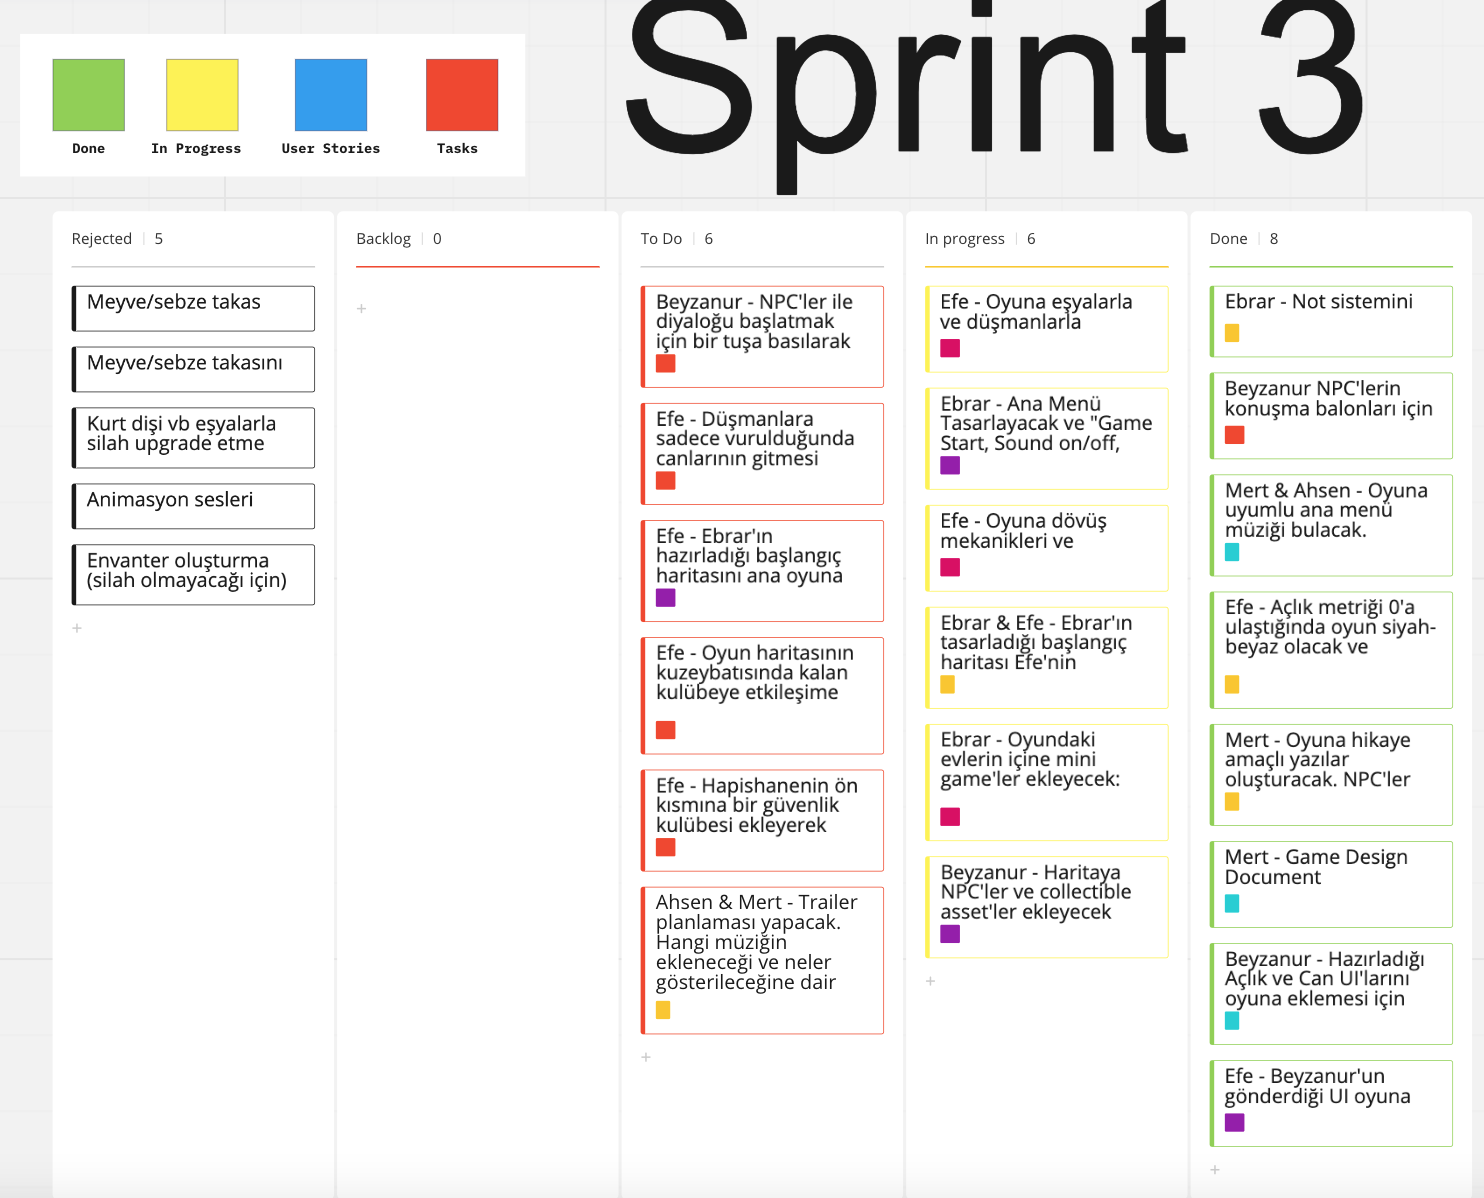 Sprint 3
Done
In Progress
User Stories
Tasks
Rejected 5
Meyve/sebze takas
Meyve/sebze takasını
Kurt dişi vb eşyalarla
silah upgrade etme
Animasyon sesleri
Envanter oluşturma
(silah olmayacağı için)
+
Backlog 0
+
To Do 6
Beyzanur - NPC'ler ile
diyaloğu başlatmak
için bir tuşa basılarak
Efe - Düşmanlara
sadece vurulduğunda
canlarının gitmesi
Efe - Ebrar'ın
hazırladığı başlangıç
haritasını ana oyuna
Efe - Oyun haritasının
kuzeybatısında kalan
kulübeye etkileşime
Efe - Hapishanenin ön
kısmına bir güvenlik
kulübesi ekleyerek
Ahsen & Mert - Trailer
planlaması yapacak.
Hangi müziğin
ekleneceği ve neler
gösterileceğine dair
+
In progress 6
Efe - Oyuna eşyalarla
ve düşmanlarla
Ebrar - Ana Menü
Tasarlayacak ve "Game
Start, Sound on/off,
Efe - Oyuna dövüş
mekanikleri ve
Ebrar & Efe - Ebrar'ın
tasarladığı başlangıç
haritası Efe'nin
Ebrar - Oyundaki
evlerin içine mini
game'ler ekleyecek:
Beyzanur - Haritaya
NPC'ler ve collectible
asset'ler ekleyecek
+
Done 8
Ebrar - Not sistemini
Beyzanur NPC'lerin
konuşma balonları için
Mert & Ahsen - Oyuna
uyumlu ana menü
müziği bulacak.
Efe - Açlık metriği 0'a
ulaştığında oyun siyah-
beyaz olacak ve
Mert - Oyuna hikaye
amaçlı yazılar
oluşturacak. NPC'ler
Mert - Game Design
Document
Beyzanur - Hazırladığı
Açlık ve Can UI'larını
oyuna eklemesi için
Efe - Beyzanur'un
gönderdiği UI oyuna
+